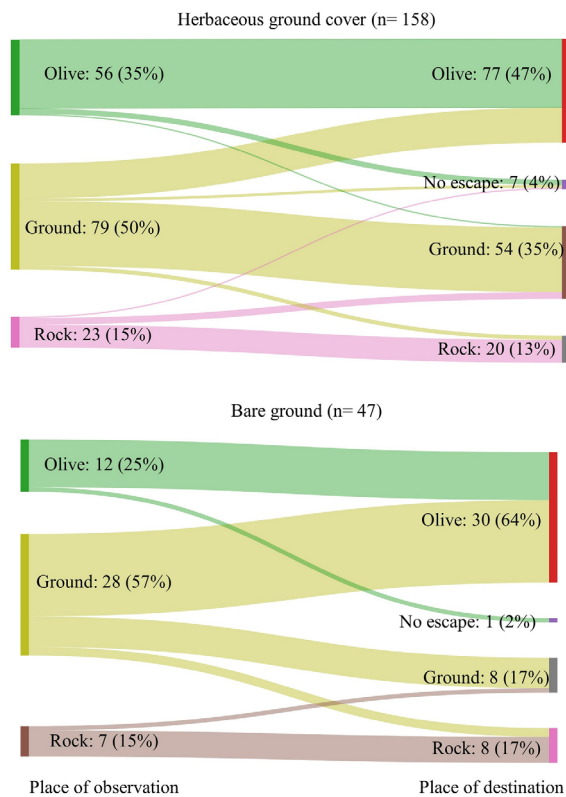 Herbaceous ground cover (n= 158)
Olive: 56 (35%)
Olive: 77 (47%)
No escape: 7 (4%)
Ground: 79 (50%)
Ground: 54 (35%)
Rock: 23 (15%)
Rock: 20 (13%)
Bare ground (n= 47)
Olive: 12 (25%)
Olive: 30 (64%)
Ground: 28 (57%)
No escape: 1 (2%)
Ground: 8 (17%)
Rock: 7 (15%)
Rock: 8 (17%)
Place of observation
Place of destination